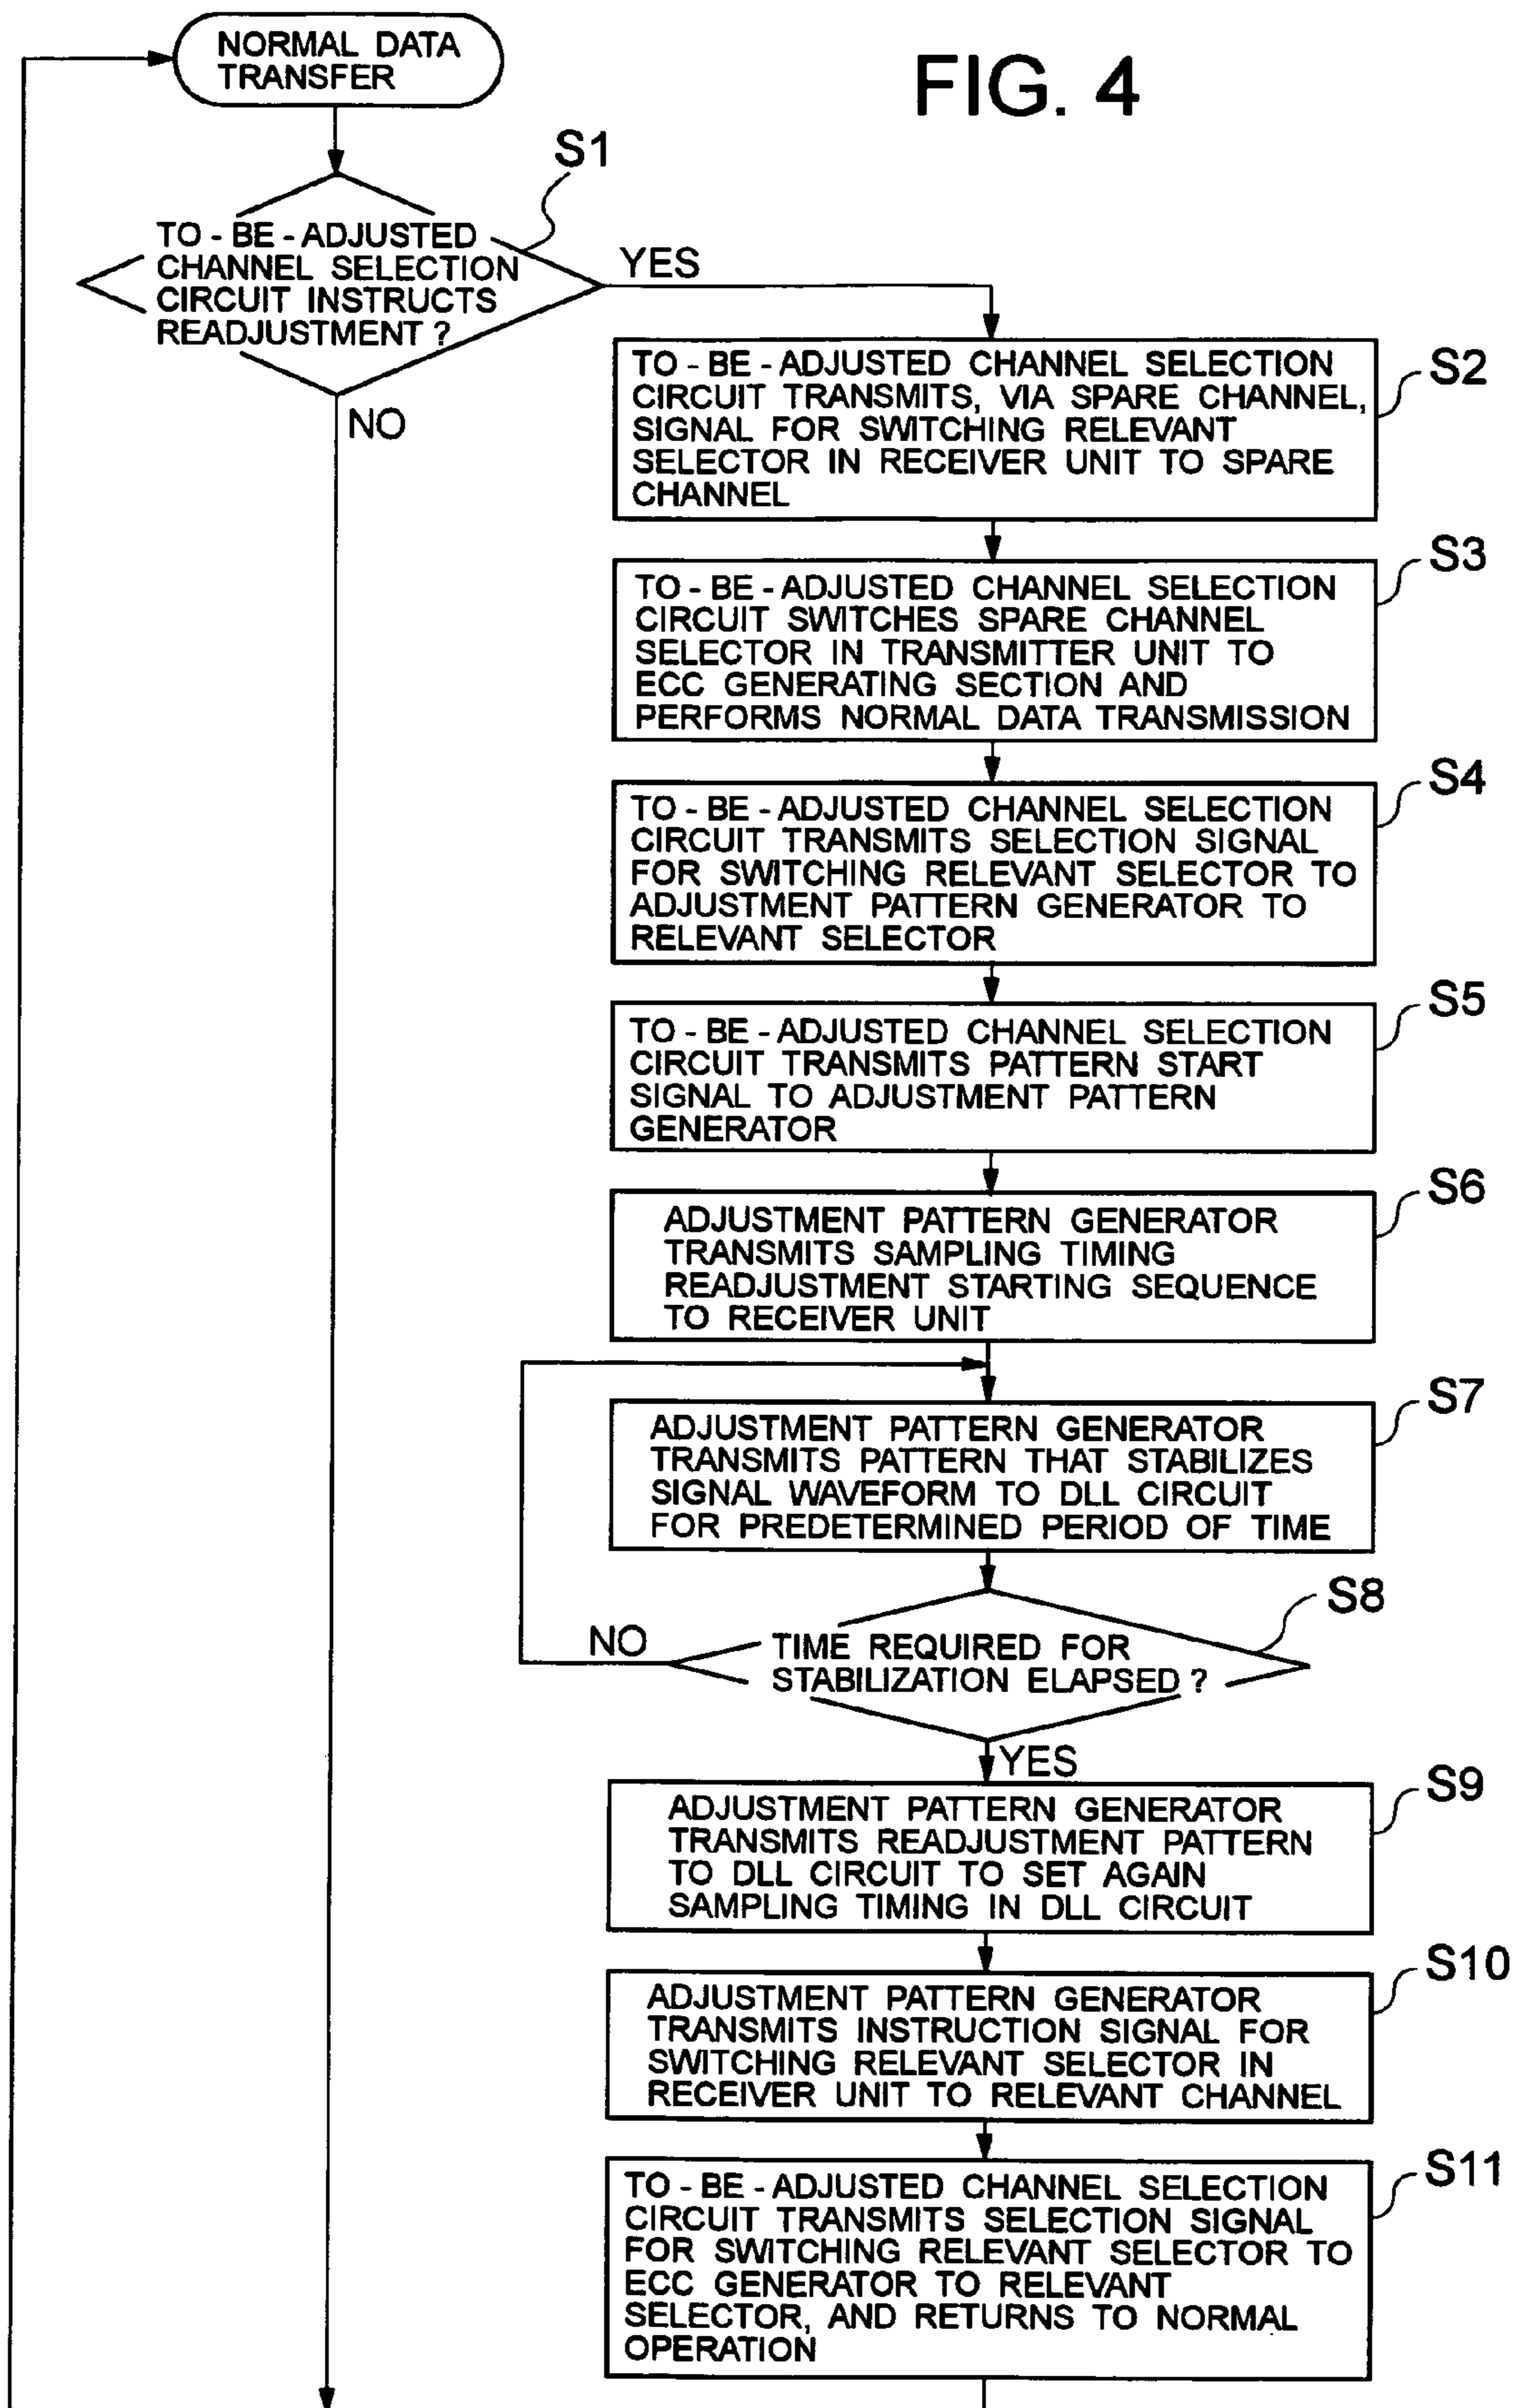 FIG. 4
NORMAL DATA
TRANSFER
S1
TO - BE - ADJUSTED
CHANNEL SELECTION
CIRCUIT INSTRUCTS
READJUSTMENT ?
YES
NO
S2
TO - BE - ADJUSTED CHANNEL SELECTION
CIRCUIT TRANSMITS, VIA SPARE CHANNEL,
SIGNAL FOR SWITCHING RELEVANT
SELECTOR IN RECEIVER UNIT TO SPARE
CHANNEL
S3
TO - BE - ADJUSTED CHANNEL SELECTION
CIRCUIT SWITCHES SPARE CHANNEL
SELECTOR IN TRANSMITTER UNIT TO
ECC GENERATING SECTION AND
PERFORMS NORMAL DATA TRANSMISSION
S4
TO - BE - ADJUSTED CHANNEL SELECTION
CIRCUIT TRANSMITS SELECTION SIGNAL
FOR SWITCHING RELEVANT SELECTOR TO
ADJUSTMENT PATTERN GENERATOR TO
RELEVANT SELECTOR
S5
TO - BE - ADJUSTED CHANNEL SELECTION
CIRCUIT TRANSMITS PATTERN START
SIGNAL TO ADJUSTMENT PATTERN
GENERATOR
S6
ADJUSTMENT PATTERN GENERATOR
TRANSMITS SAMPLING TIMING
READJUSTMENT STARTING SEQUENCE
TO RECEIVER UNIT
S7
ADJUSTMENT PATTERN GENERATOR
TRANSMITS PATTERN THAT STABILIZES
SIGNAL WAVEFORM TO DLL CIRCUIT
FOR PREDETERMINED PERIOD OF TIME
S8
NO
TIME REQUIRED FOR
STABILIZATION ELAPSED ?
YES
S9
ADJUSTMENT PATTERN GENERATOR
TRANSMITS READJUSTMENT PATTERN
TO DLL CIRCUIT TO SET AGAIN
SAMPLING TIMING IN DLL CIRCUIT
S10
ADJUSTMENT PATTERN GENERATOR
TRANSMITS INSTRUCTION SIGNAL FOR
SWITCHING RELEVANT SELECTOR IN
RECEIVER UNIT TO RELEVANT CHANNEL
S11
TO - BE - ADJUSTED CHANNEL SELECTION
CIRCUIT TRANSMITS SELECTION SIGNAL
FOR SWITCHING RELEVANT SELECTOR TO
ECC GENERATOR TO RELEVANT
SELECTOR, AND RETURNS TO NORMAL
OPERATION